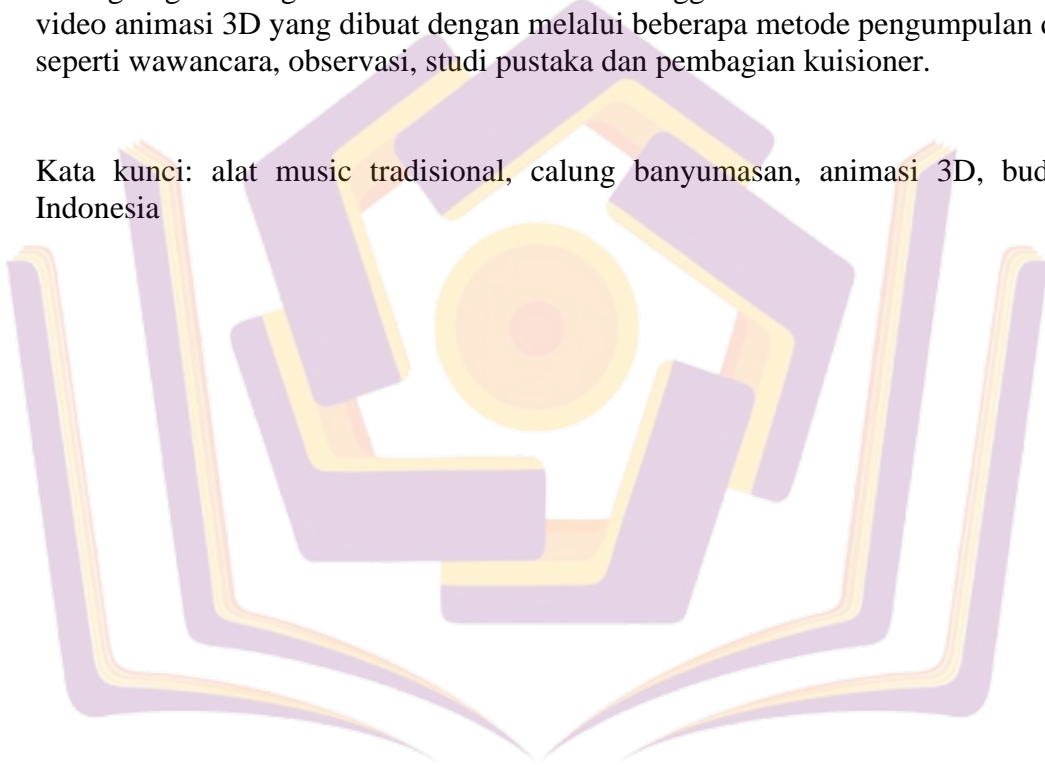 video animasi 3D yang dibuat dengan melalui beberapa metode pengumpulan
seperti wawancara, observasi, studi pustaka dan pembagian kuisioner.
Kata kunci: alat music tradisional, calung banyumasan, animasi 3D,
Indonesia